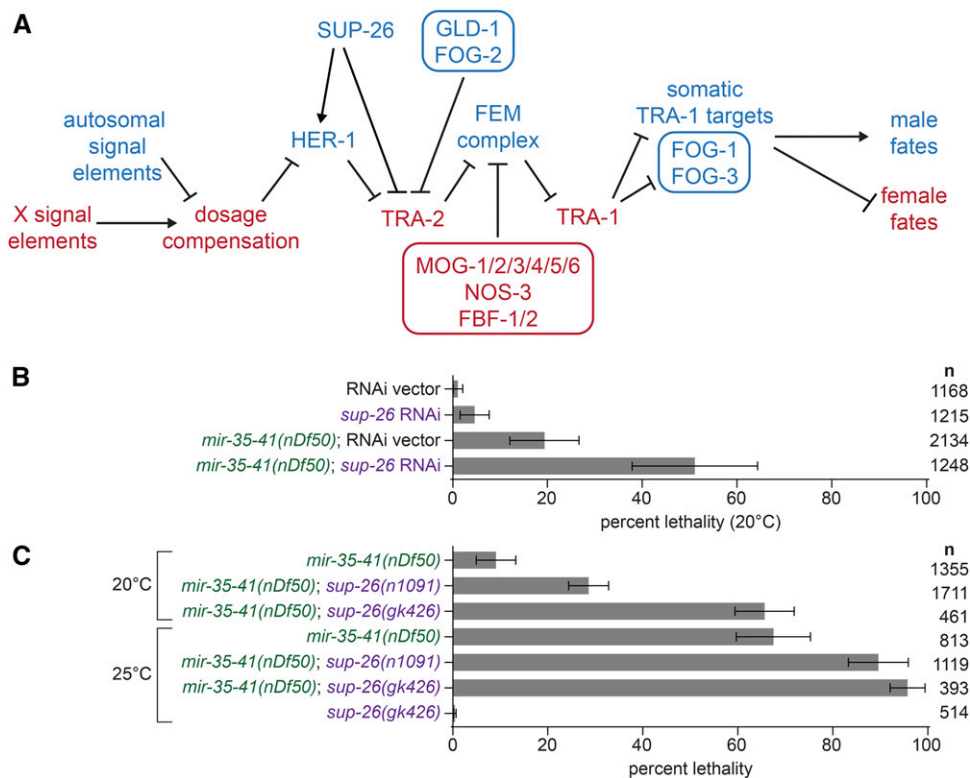 A
SUP-26
GLD-1
FOG-2
autosomal
signal
elements
HER-1
FEM
complex
somatic
TRA-1 targets
FOG-1
FOG-3
male
fates
X signal
elements
dosage
compensation
TRA-2
TRA-1
female
fates
MOG-1/2/3/4/5/6
NOS-3
FBF-1/2
B
n
RNAi vector 1168
sup-26 RNAi 1215
mir-35-41(nDf50); RNAi vector 2134
mir-35-41(nDf50); sup-26 RNAi 1248
0 20 40 60 80 100
percent lethality (20°C)
C
n
20°C
mir-35-41(nDf50) 1355
mir-35-41(nDf50); sup-26(n1091) 1711
mir-35-41(nDf50); sup-26(gk426) 461
25°C
mir-35-41(nDf50) 813
mir-35-41(nDf50); sup-26(n1091) 1119
mir-35-41(nDf50); sup-26(gk426) 393
sup-26(gk426) 514
0 20 40 60 80 100
percent lethality